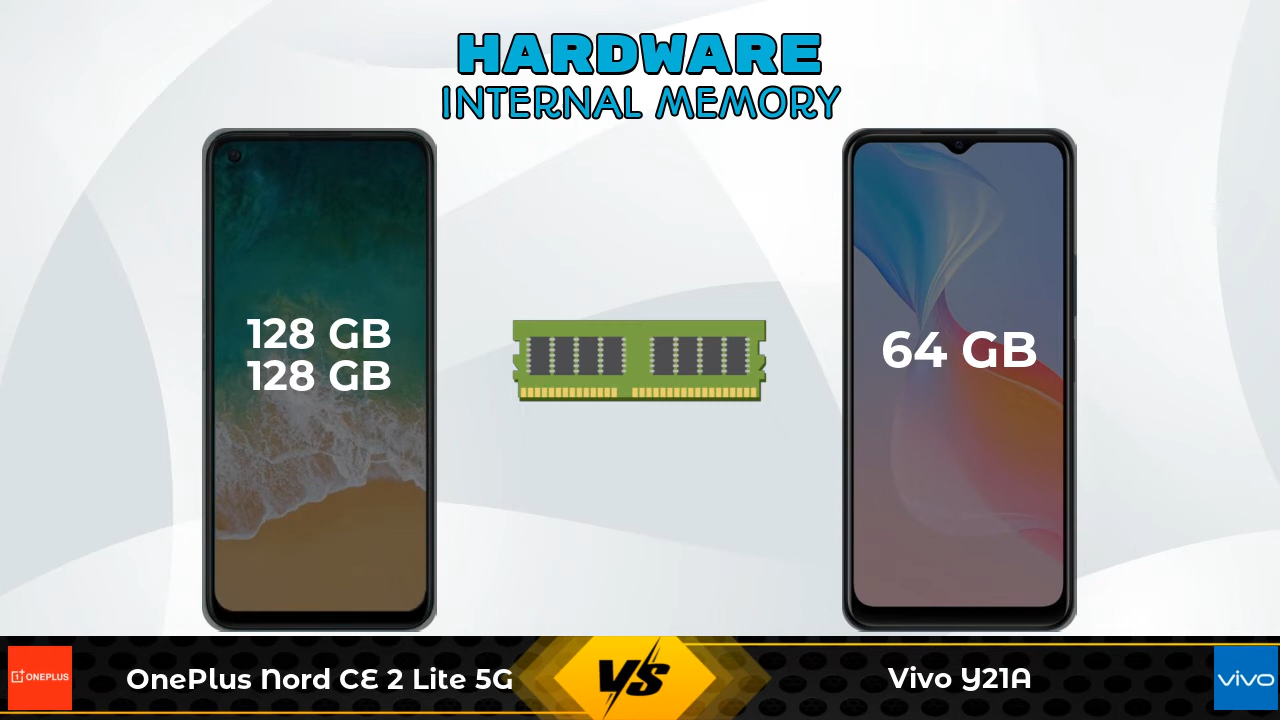 HARDWARE
INTERNAL MEMORY
128 GB
128 GB
64 GB
ONEPLUS
OnePlus Nord CE 2 Lite 5G
VS
Vivo Y21A
vivo